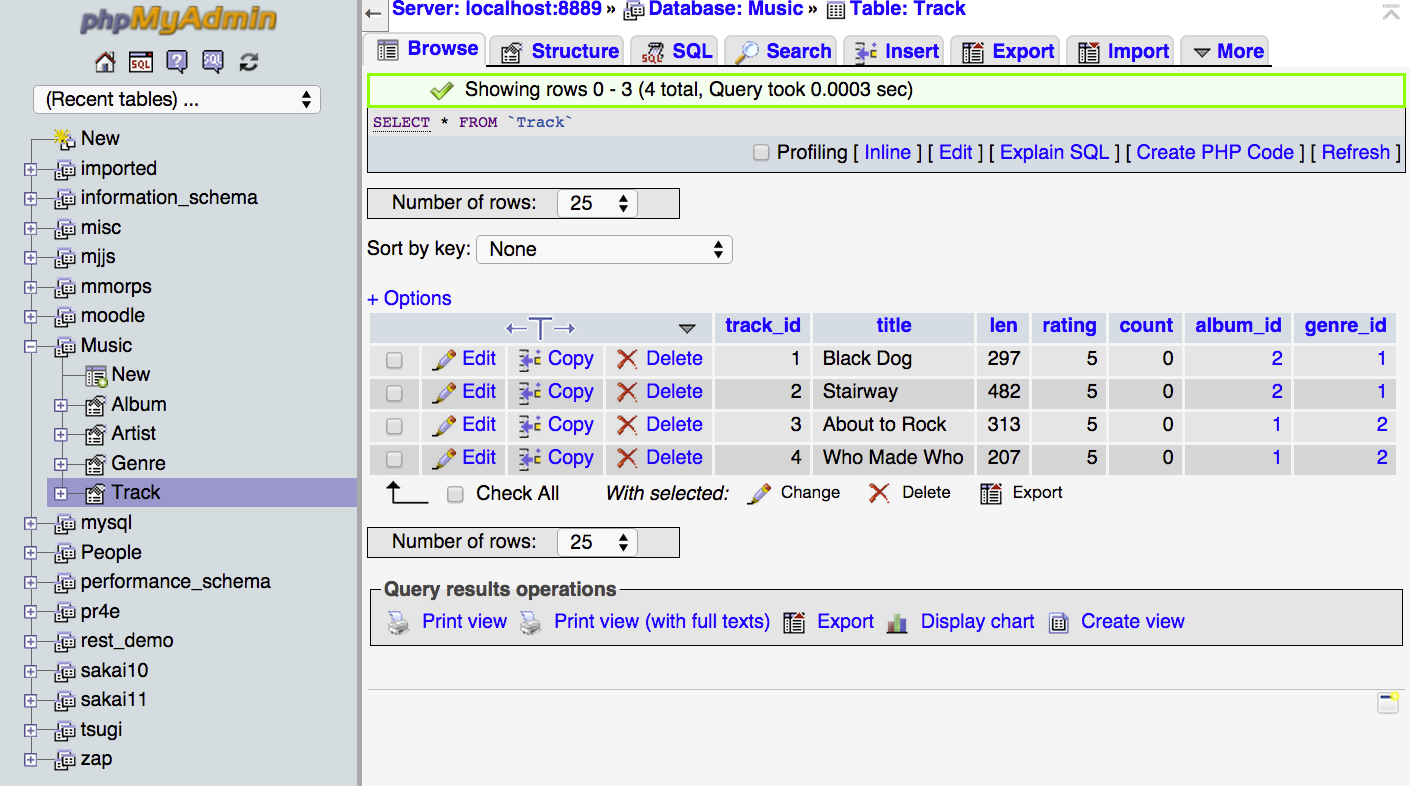 phpMyAdmin
SQL
? SQL
(Recent tables) ...
New
imported
information_schema
misc
mjjs
mmorps
moodle
Music
New
Album
Artist
Genre
Track
mysql
People
performance_schema
pr4e
rest_demo
sakai10
sakai11
tsugi
zap
← Server: localhost:8889 » Database: Music » Table: Track
Browse Structure SQL Search Insert Export Import More
Showing rows 0 - 3 (4 total, Query took 0.0003 sec)
SELECT * FROM `Track`
Profiling [ Inline ] [ Edit ] [ Explain SQL ] [ Create PHP Code ] [ Refresh ]
Number of rows: 25
Sort by key: None
+ Options
←T→ track_id title len rating count album_id genre_id
Edit Copy Delete 1 Black Dog 297 5 0 2 1
Edit Copy Delete 2 Stairway 482 5 0 2 1
Edit Copy Delete 3 About to Rock 313 5 0 1 2
Edit Copy Delete 4 Who Made Who 207 5 0 1 2
Check All With selected: Change Delete Export
Number of rows: 25
Query results operations
Print view Print view (with full texts) Export Display chart Create view